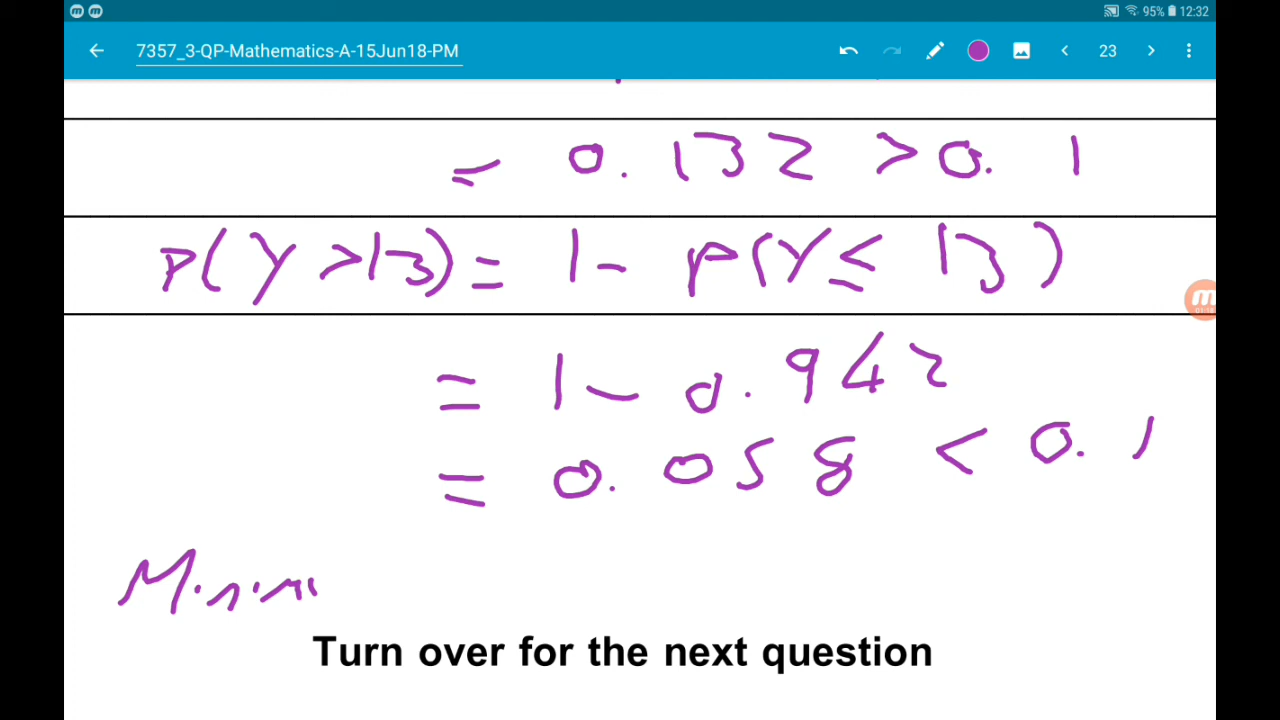 95% 12:32
7357_3-QP-Mathematics-A-15Jun18-PM 23
= 0.132 > 0.1
P(Y >13) = 1 - P(Y ≤ 13)
= 1 - 0.942
= 0.058 < 0.1
Minim
Turn over for the next question